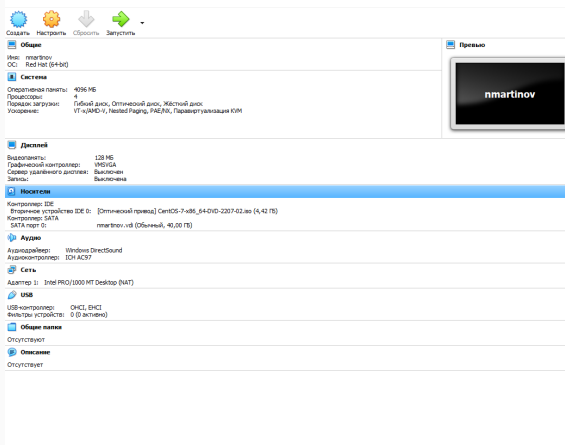 Создать Настроить Сбросить Запустить
Общие
Имя: nmartinov
ОС: Red Hat (64-bit)
Превью
nmartinov
Система
Оперативная память: 4096 МБ
Процессоры: 4
Порядок загрузки: Гибкий диск, Оптический диск, Жёсткий диск
Ускорение: VT-x/AMD-V, Nested Paging, PAE/NX, Паравиртуализация KVM
Дисплей
Видеопамять: 128 МБ
Графический контроллер: VMSVGA
Сервер удалённого дисплея: Выключен
Запись: Выключена
Носители
Контроллер: IDE
Вторичное устройство IDE 0: [Оптический привод] CentOS-7-x86_64-DVD-2207-02.iso (4,42 ГБ)
Контроллер: SATA
SATA порт 0: nmartinov.vdi (Обычный, 40,00 ГБ)
Аудио
Аудиодрайвер: Windows DirectSound
Аудиоконтроллер: ICH AC97
Сеть
Адаптер 1: Intel PRO/1000 MT Desktop (NAT)
USB
USB-контроллер: OHCI, EHCI
Фильтры устройств: 0 (0 активно)
Общие папки
Отсутствуют
Описание
Отсутствует